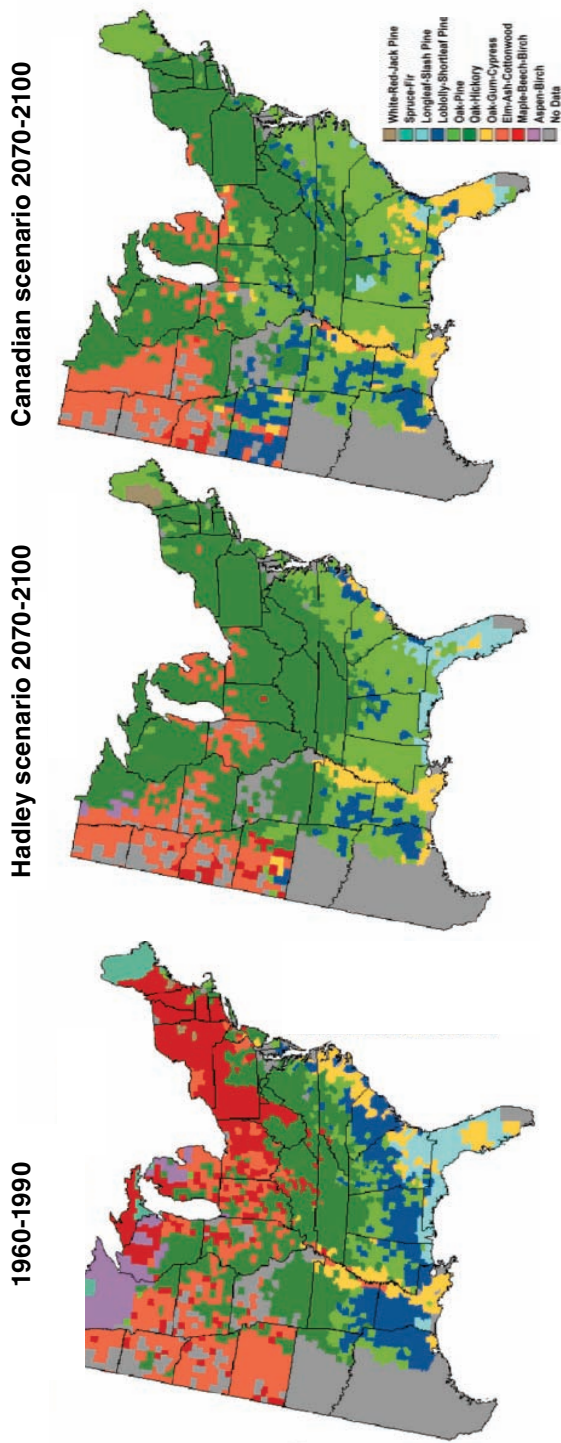 1960-1990
Hadley scenario 2070-2100
Canadian scenario 2070-2100
White-Red-Jack Pine
Spruce-Fir
Longleaf-Slash Pine
Loblolly-Shortleaf Pine
Oak-Pine
Oak-Hickory
Oak-Gum-Cypress
Elm-Ash-Cottonwood
Maple-Beech-Birch
Aspen-Birch
No Data